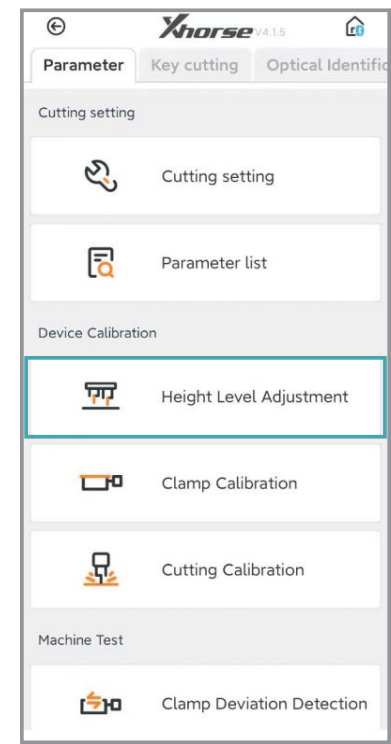 Xhorse V4.1.5
Parameter Key cutting Optical Identific
Cutting setting
Cutting setting
Parameter list
Device Calibration
Height Level Adjustment
Clamp Calibration
Cutting Calibration
Machine Test
Clamp Deviation Detection